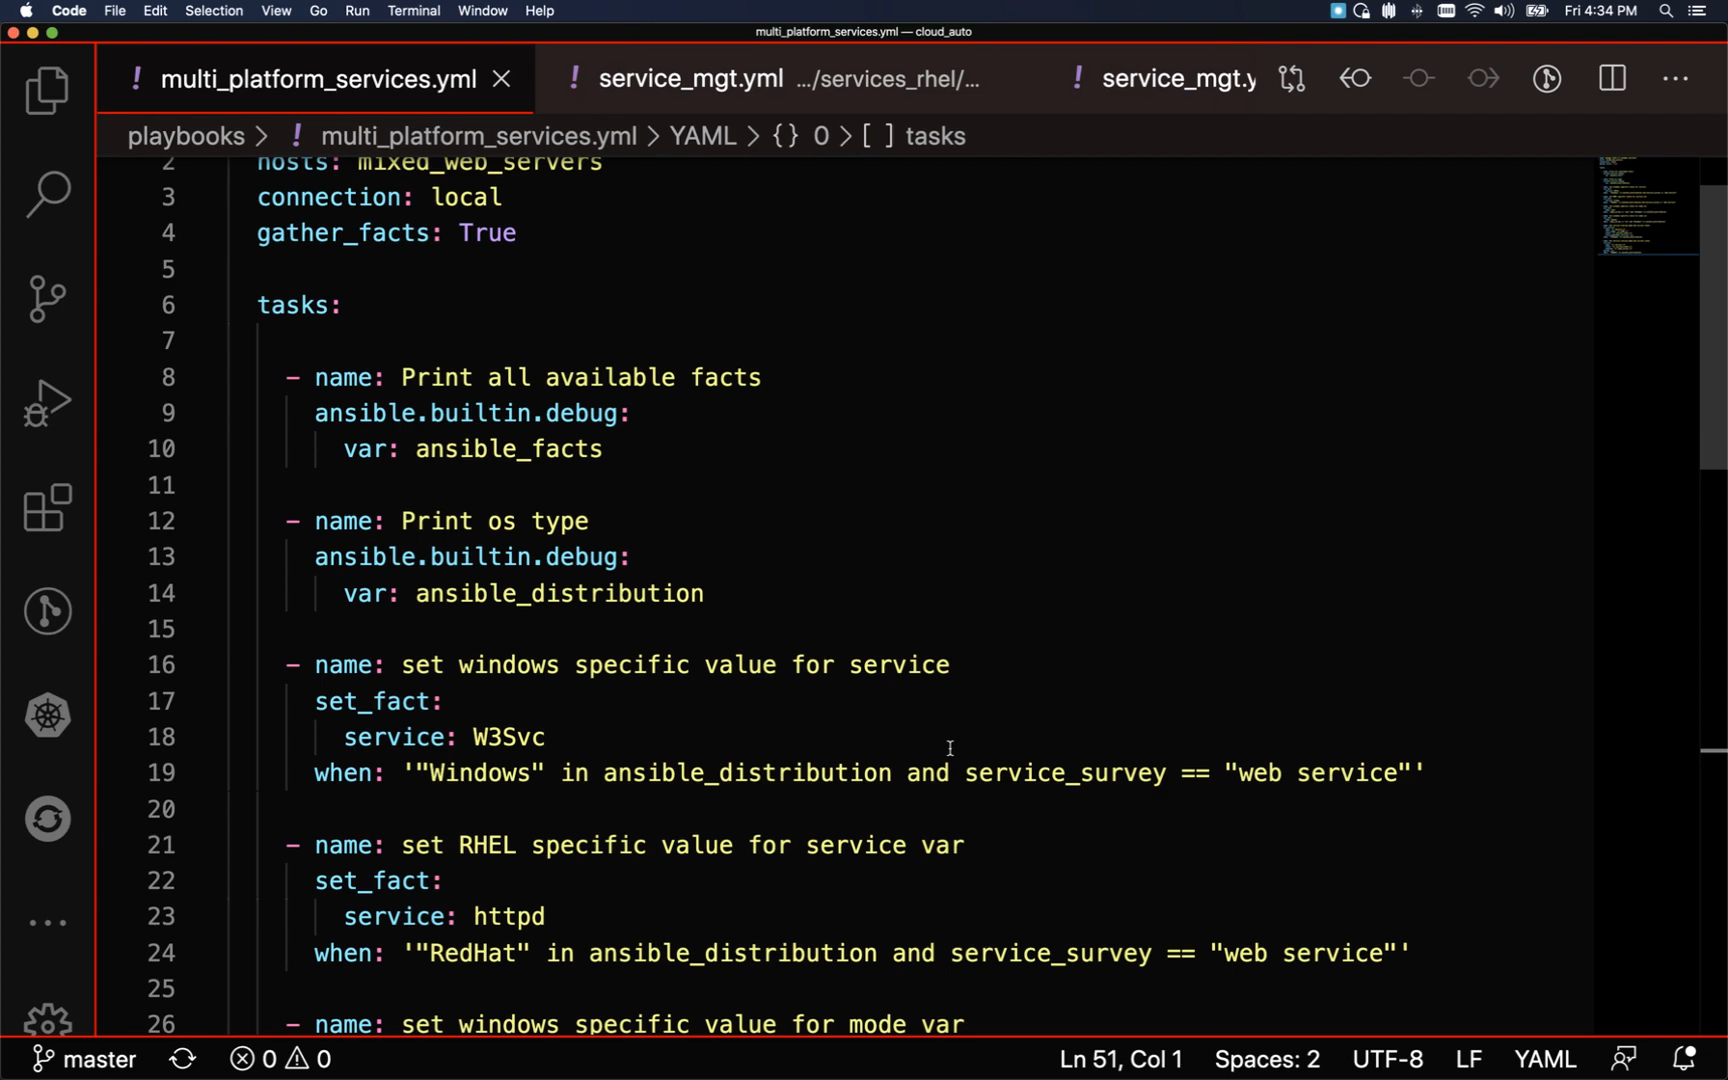 Code File Edit Selection View Go Run Terminal Window Help Fri 4:34 PM
multi_platform_services.yml — cloud_auto
! multi_platform_services.yml ! service_mgt.yml .../services_rhel/... ! service_mgt.y
playbooks > ! multi_platform_services.yml > YAML > {} 0 > [ ] tasks
2 hosts: mixed_web_servers
3 connection: local
4 gather_facts: True
5
6 tasks:
7
8 - name: Print all available facts
9 ansible.builtin.debug:
10 var: ansible_facts
11
12 - name: Print os type
13 ansible.builtin.debug:
14 var: ansible_distribution
15
16 - name: set windows specific value for service
17 set_fact:
18 service: W3Svc
19 when: '"Windows" in ansible_distribution and service_survey == "web service"'
20
21 - name: set RHEL specific value for service var
22 set_fact:
23 service: httpd
24 when: '"RedHat" in ansible_distribution and service_survey == "web service"'
25
26 - name: set windows specific value for mode var
master 0 0 Ln 51, Col 1 Spaces: 2 UTF-8 LF YAML